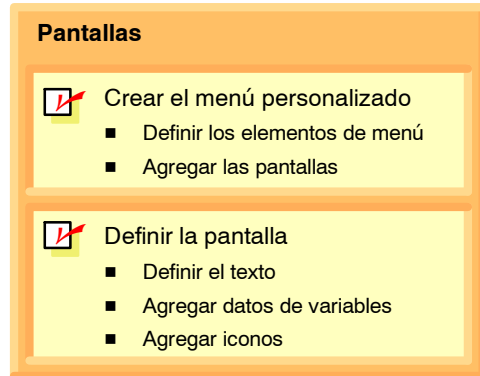 Pantallas
Crear el menú personalizado
■ Definir los elementos de menú
■ Agregar las pantallas
Definir la pantalla
■ Definir el texto
■ Agregar datos de variables
■ Agregar iconos